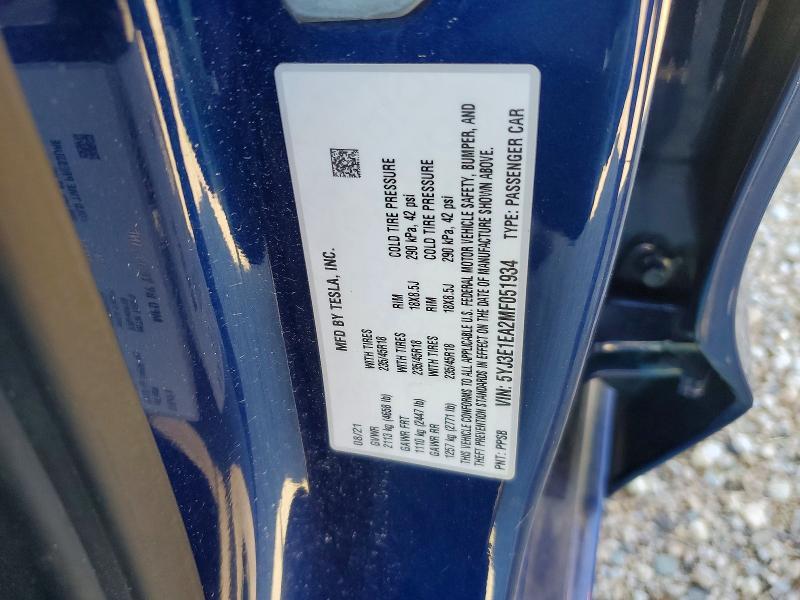 MFD BY TESLA, INC.
08/21
GVWR WITH TIRES RIM COLD TIRE PRESSURE
2113 kg (4658 lb) 235/45R18 18X8.5J 290 kPa, 42 psi
GAWR FRT WITH TIRES RIM COLD TIRE PRESSURE
1110 kg (2447 lb) 235/45R18 18X8.5J 290 kPa, 42 psi
GAWR RR
1257 kg (2771 lb) 235/45R18
THIS VEHICLE CONFORMS TO ALL APPLICABLE U.S. FEDERAL MOTOR VEHICLE SAFETY, BUMPER, AND
THEFT PREVENTION STANDARDS IN EFFECT ON THE DATE OF MANUFACTURE SHOWN ABOVE.
VIN: 5YJ3E1EA2MF051934 TYPE: PASSENGER CAR
PNT: PPSB